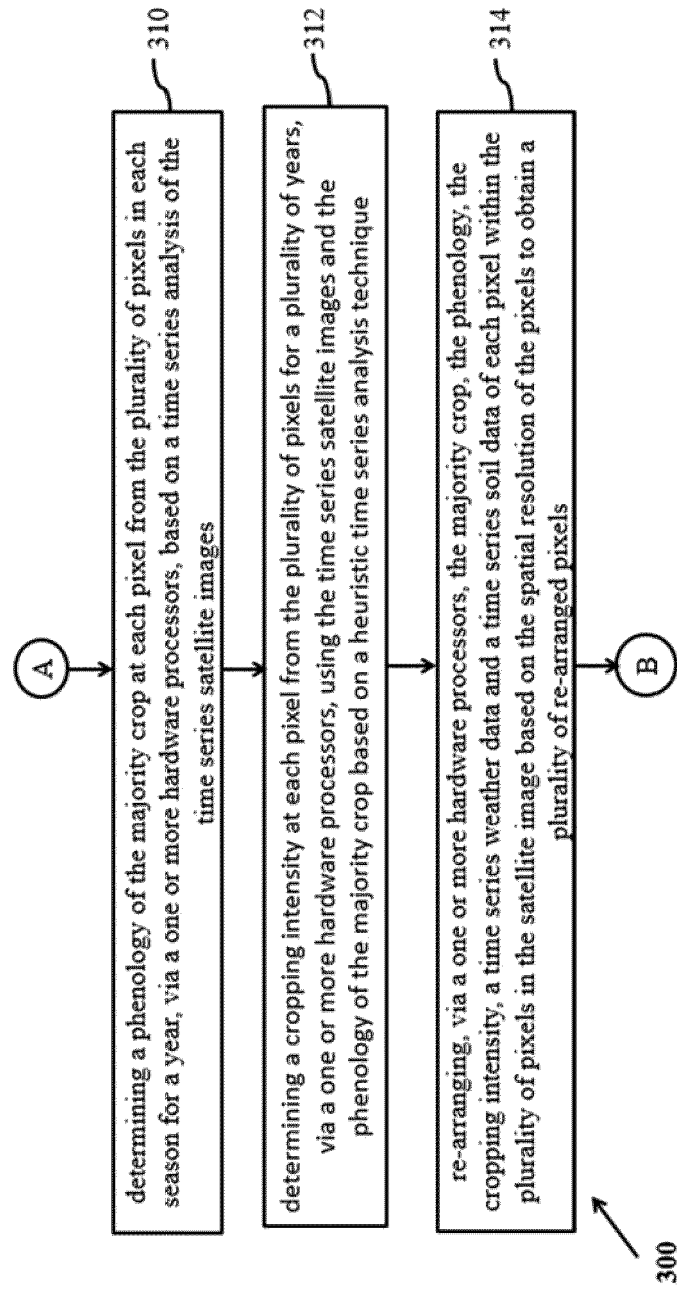 A
310
determining a phenology of the majority crop at each pixel from the plurality of pixels in each
season for a year, via a one or more hardware processors, based on a time series analysis of the
time series satellite images
312
determining a cropping intensity at each pixel from the plurality of pixels for a plurality of years,
via a one or more hardware processors, using the time series satellite images and the
phenology of the majority crop based on a heuristic time series analysis technique
314
re-arranging, via a one or more hardware processors, the majority crop, the phenology, the
cropping intensity, a time series weather data and a time series soil data of each pixel within the
plurality of pixels in the satellite image based on the spatial resolution of the pixels to obtain a
plurality of re-arranged pixels
B
300